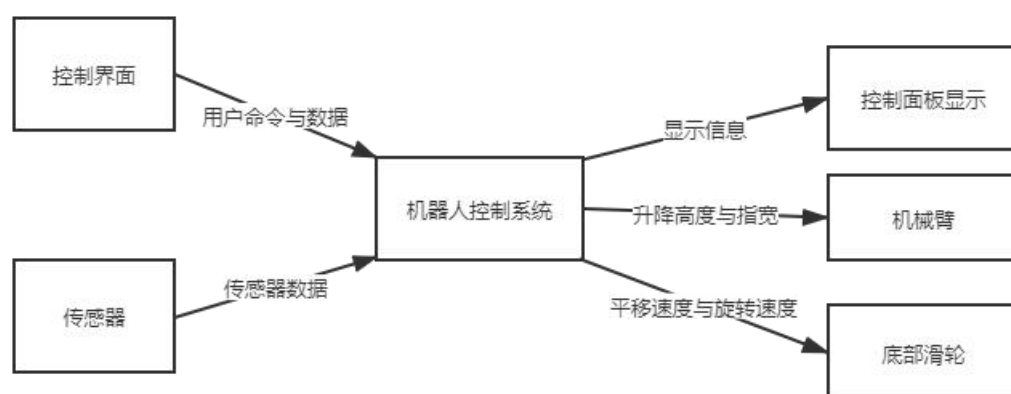 控制界面
用户命令与数据
传感器
传感器数据
机器人控制系统
显示信息
控制面板显示
升降高度与指宽
机械臂
平移速度与旋转速度
底部滑轮